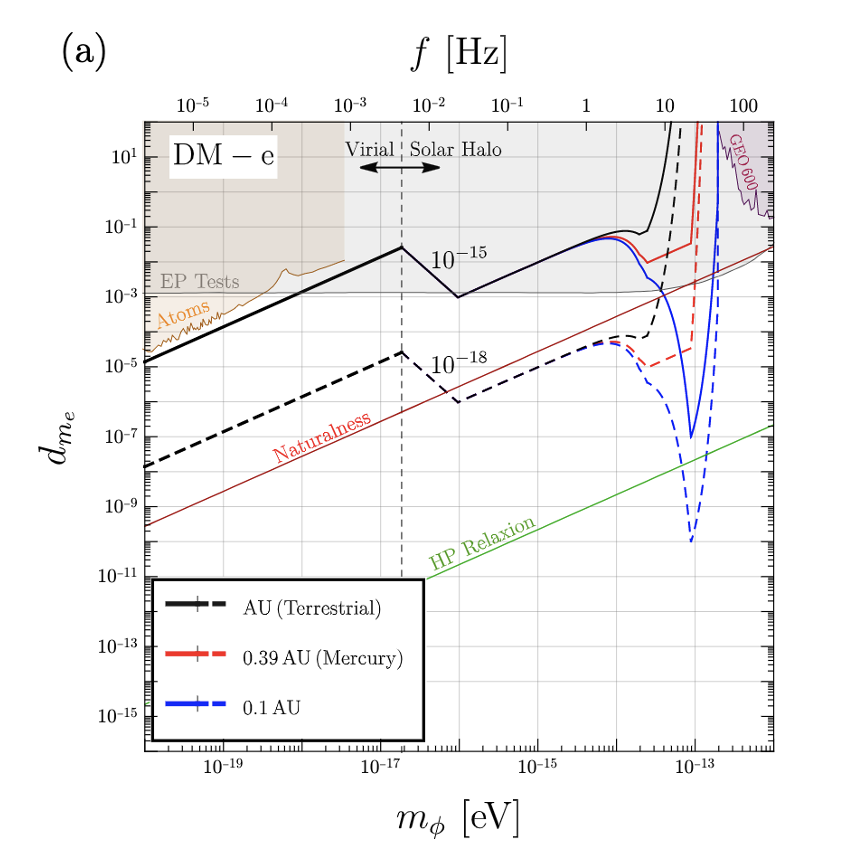 (a)
f [Hz]
10⁻⁵ 10⁻⁴ 10⁻³ 10⁻² 10⁻¹ 1 10 100
DM − e
Virial Solar Halo
GEO 600
10¹
10⁻¹
10⁻³
10⁻⁵
10⁻⁷
10⁻⁹
10⁻¹¹
10⁻¹³
10⁻¹⁵
d_{m_e}
10⁻¹⁵
EP Tests
Atoms
10⁻¹⁸
Naturalness
HP Relaxion
AU (Terrestrial)
0.39 AU (Mercury)
0.1 AU
10⁻¹⁹ 10⁻¹⁷ 10⁻¹⁵ 10⁻¹³
m_ϕ [eV]